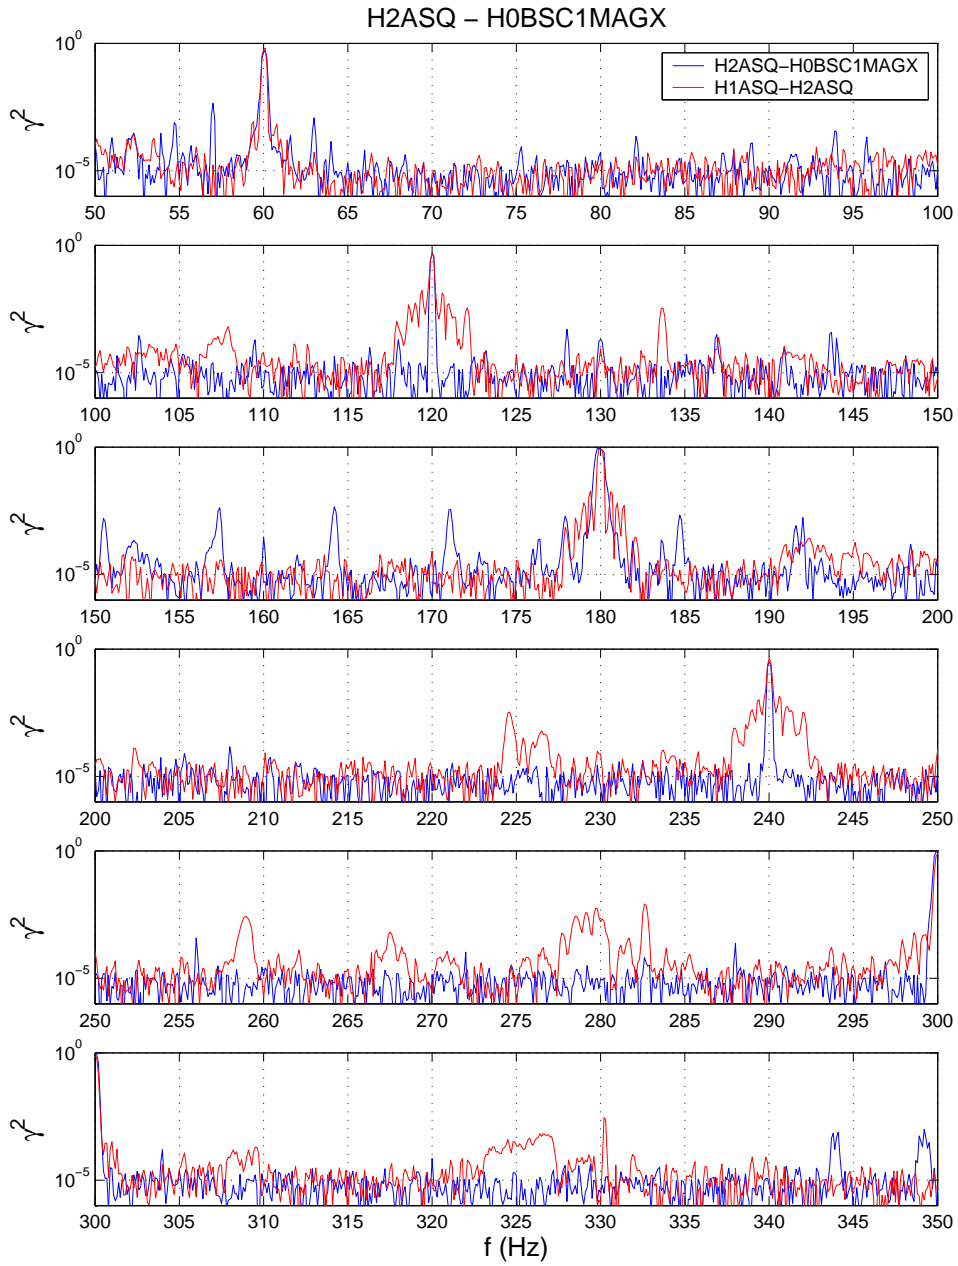 H2ASQ − H0BSC1MAGX
10^0
H2ASQ−H0BSC1MAGX
H1ASQ−H2ASQ
γ^2
10^−5
50 55 60 65 70 75 80 85 90 95 100
10^0
γ^2
10^−5
100 105 110 115 120 125 130 135 140 145 150
10^0
γ^2
10^−5
150 155 160 165 170 175 180 185 190 195 200
10^0
γ^2
10^−5
200 205 210 215 220 225 230 235 240 245 250
10^0
γ^2
10^−5
250 255 260 265 270 275 280 285 290 295 300
10^0
γ^2
10^−5
300 305 310 315 320 325 330 335 340 345 350
f (Hz)